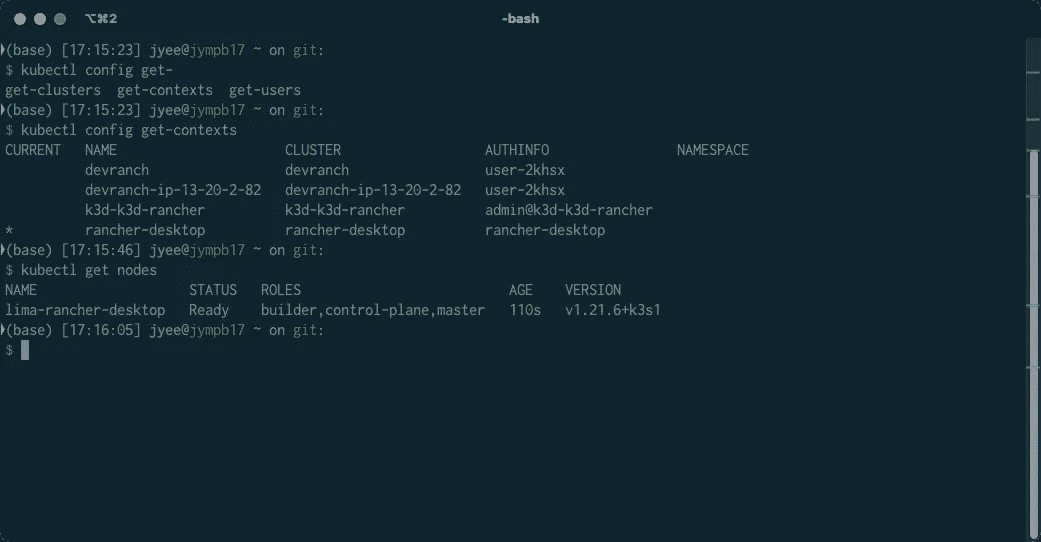 ⌥⌘2 -bash
(base) [17:15:23] jyee@jympb17 ~ on git:
$ kubectl config get-
get-clusters  get-contexts  get-users
(base) [17:15:23] jyee@jympb17 ~ on git:
$ kubectl config get-contexts
CURRENT   NAME                     CLUSTER                  AUTHINFO                NAMESPACE
          devranch                 devranch                 user-2khsx
          devranch-ip-13-20-2-82   devranch-ip-13-20-2-82   user-2khsx
          k3d-k3d-rancher          k3d-k3d-rancher          admin@k3d-k3d-rancher
*         rancher-desktop          rancher-desktop          rancher-desktop
(base) [17:15:46] jyee@jympb17 ~ on git:
$ kubectl get nodes
NAME                   STATUS   ROLES                          AGE    VERSION
lima-rancher-desktop   Ready    builder,control-plane,master   110s   v1.21.6+k3s1
(base) [17:16:05] jyee@jympb17 ~ on git:
$